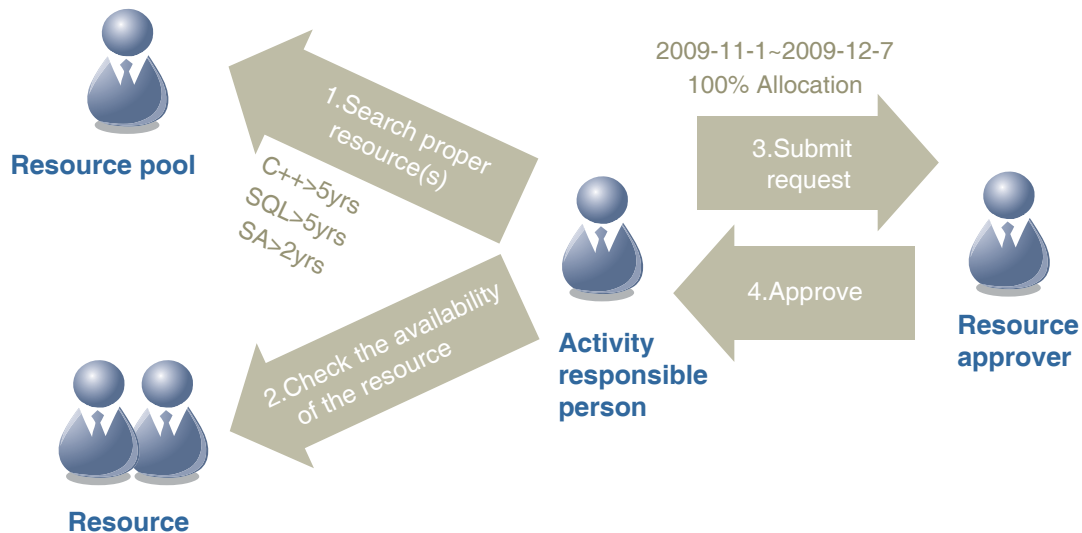 2009-11-1~2009-12-7
100% Allocation
1.Search proper
resource(s)
C++>5yrs
SQL>5yrs
SA>2yrs
Resource pool
3.Submit
request
2.Check the availability
of the resource
4.Approve
Activity
responsible
person
Resource
approver
Resource